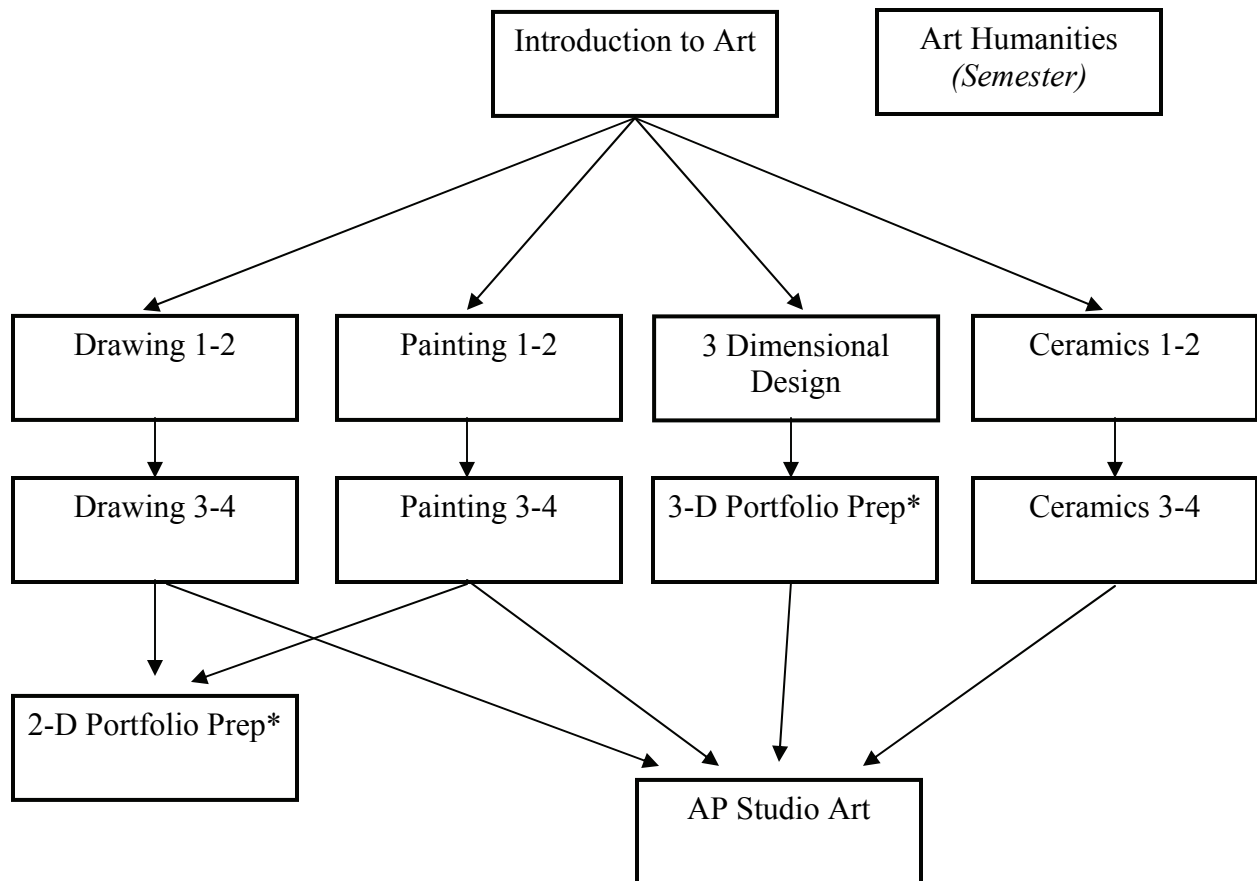 Introduction to Art
Art Humanities
(Semester)
Drawing 1-2
Painting 1-2
3 Dimensional
Design
Ceramics 1-2
Drawing 3-4
Painting 3-4
3-D Portfolio Prep*
Ceramics 3-4
2-D Portfolio Prep*
AP Studio Art